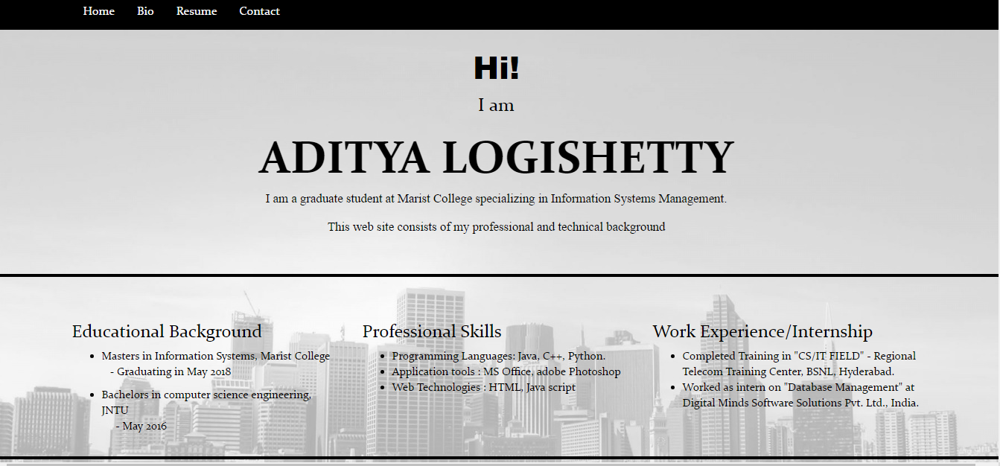 Home Bio Resume Contact
Hi!
I am
ADITYA LOGISHETTY
I am a graduate student at Marist College specializing in Information Systems Management.
This web site consists of my professional and technical background
Educational Background
Masters in Information Systems, Marist College
- Graduating in May 2018
Bachelors in computer science engineering,
JNTU
- May 2016
Professional Skills
Programming Languages: Java, C++, Python.
Application tools : MS Office, adobe Photoshop
Web Technologies : HTML, Java script
Work Experience/Internship
Completed Training in "CS/IT FIELD" - Regional
Telecom Training Center, BSNL, Hyderabad.
Worked as intern on "Database Management" at
Digital Minds Software Solutions Pvt. Ltd., India.